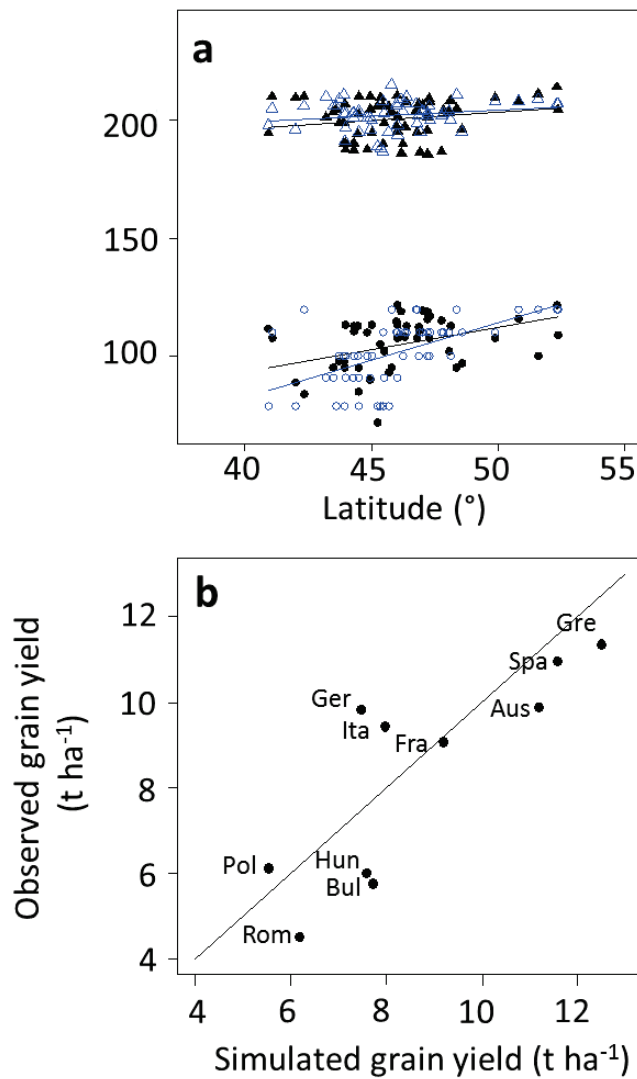 a
200
150
100
40 45 50 55
Latitude (°)
b
Observed grain yield
(t ha⁻¹)
12
10
8
6
4
Gre
Spa
Aus
Ger
Ita
Fra
Pol
Hun
Bul
Rom
4 6 8 10 12
Simulated grain yield (t ha⁻¹)